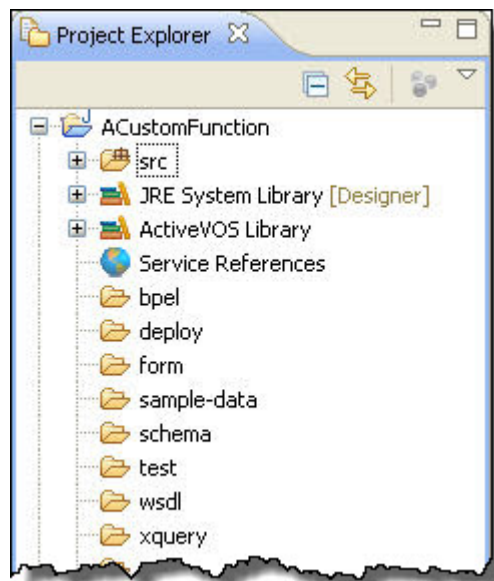 Project Explorer
ACustomFunction
src
JRE System Library [Designer]
ActiveVOS Library
Service References
bpel
deploy
form
sample-data
schema
test
wsdl
xquery